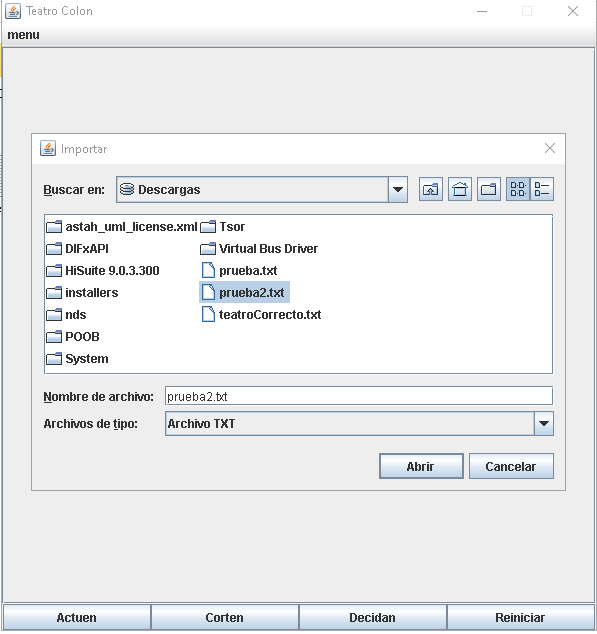 Teatro Colon
menu
Importar
Buscar en: Descargas
astah_uml_license.xml Tsor
DIFxAPI Virtual Bus Driver
HiSuite 9.0.3.300 prueba.txt
installers prueba2.txt
nds teatroCorrecto.txt
POOB
System
Nombre de archivo: prueba2.txt
Archivos de tipo: Archivo TXT
Abrir Cancelar
Actuen Corten Decidan Reiniciar